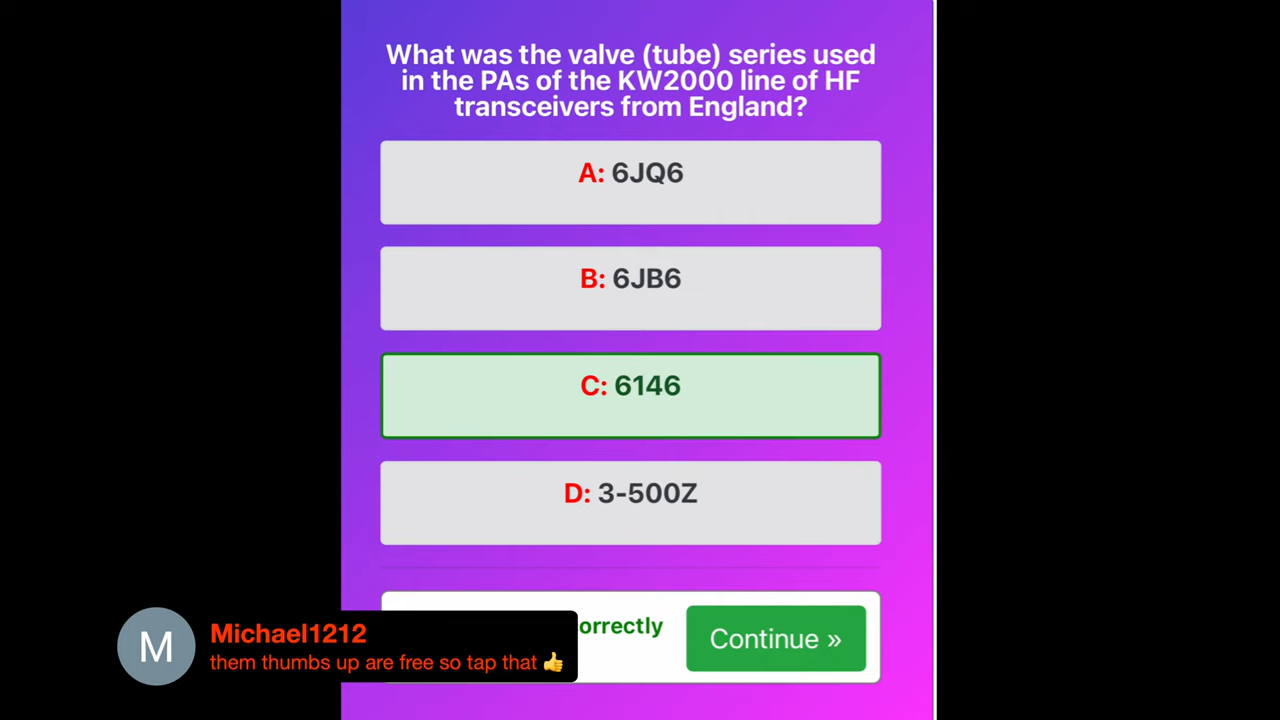 What was the valve (tube) series used
in the PAs of the KW2000 line of HF
transceivers from England?
A: 6JQ6
B: 6JB6
C: 6146
D: 3-500Z
orrectly
Continue »
Michael1212
M
them thumbs up are free so tap that 👍